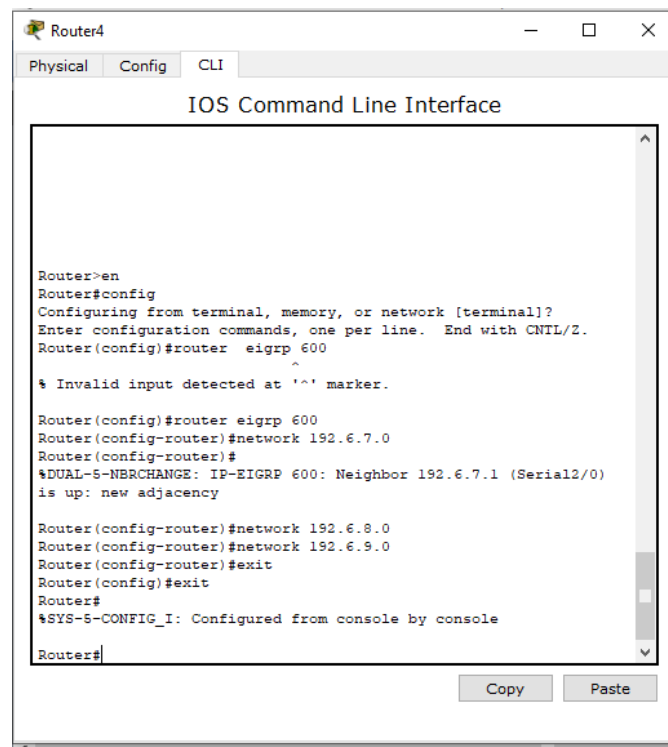 Router4
Physical Config CLI
IOS Command Line Interface
Router>en
Router#config
Configuring from terminal, memory, or network [terminal]?
Enter configuration commands, one per line.  End with CNTL/Z.
Router(config)#router  eigrp 600
^
% Invalid input detected at '^' marker.
Router(config)#router eigrp 600
Router(config-router)#network 192.6.7.0
Router(config-router)#
%DUAL-5-NBRCHANGE: IP-EIGRP 600: Neighbor 192.6.7.1 (Serial2/0)
is up: new adjacency
Router(config-router)#network 192.6.8.0
Router(config-router)#network 192.6.9.0
Router(config-router)#exit
Router(config)#exit
Router#
%SYS-5-CONFIG_I: Configured from console by console
Router#
Copy Paste